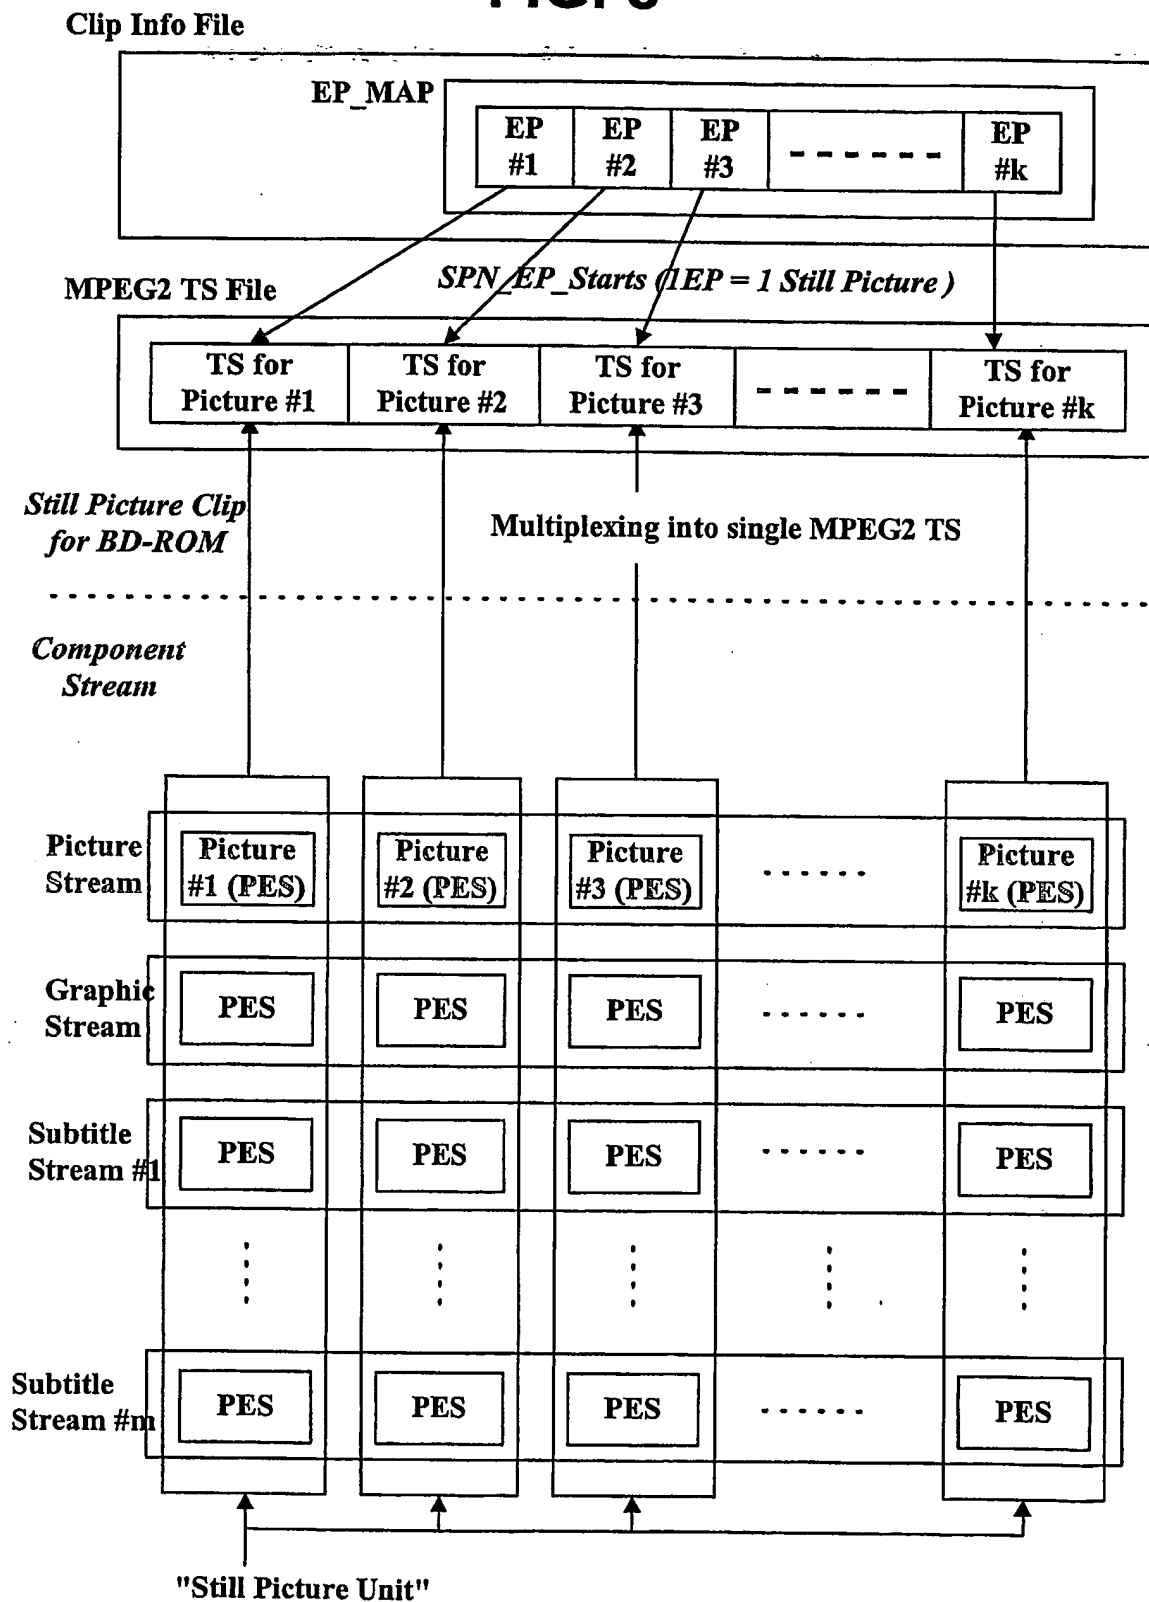 Clip Info File
EP_MAP
EP #1
EP #2
EP #3
EP #k
SPN_EP_Starts (1EP = 1 Still Picture )
MPEG2 TS File
TS for Picture #1
TS for Picture #2
TS for Picture #3
TS for Picture #k
Still Picture Clip for BD-ROM
Multiplexing into single MPEG2 TS
Component Stream
Picture Stream
Picture #1 (PES)
Picture #2 (PES)
Picture #3 (PES)
Picture #k (PES)
Graphic Stream
PES
PES
PES
PES
Subtitle Stream #1
PES
PES
PES
PES
Subtitle Stream #m
PES
PES
PES
PES
"Still Picture Unit"